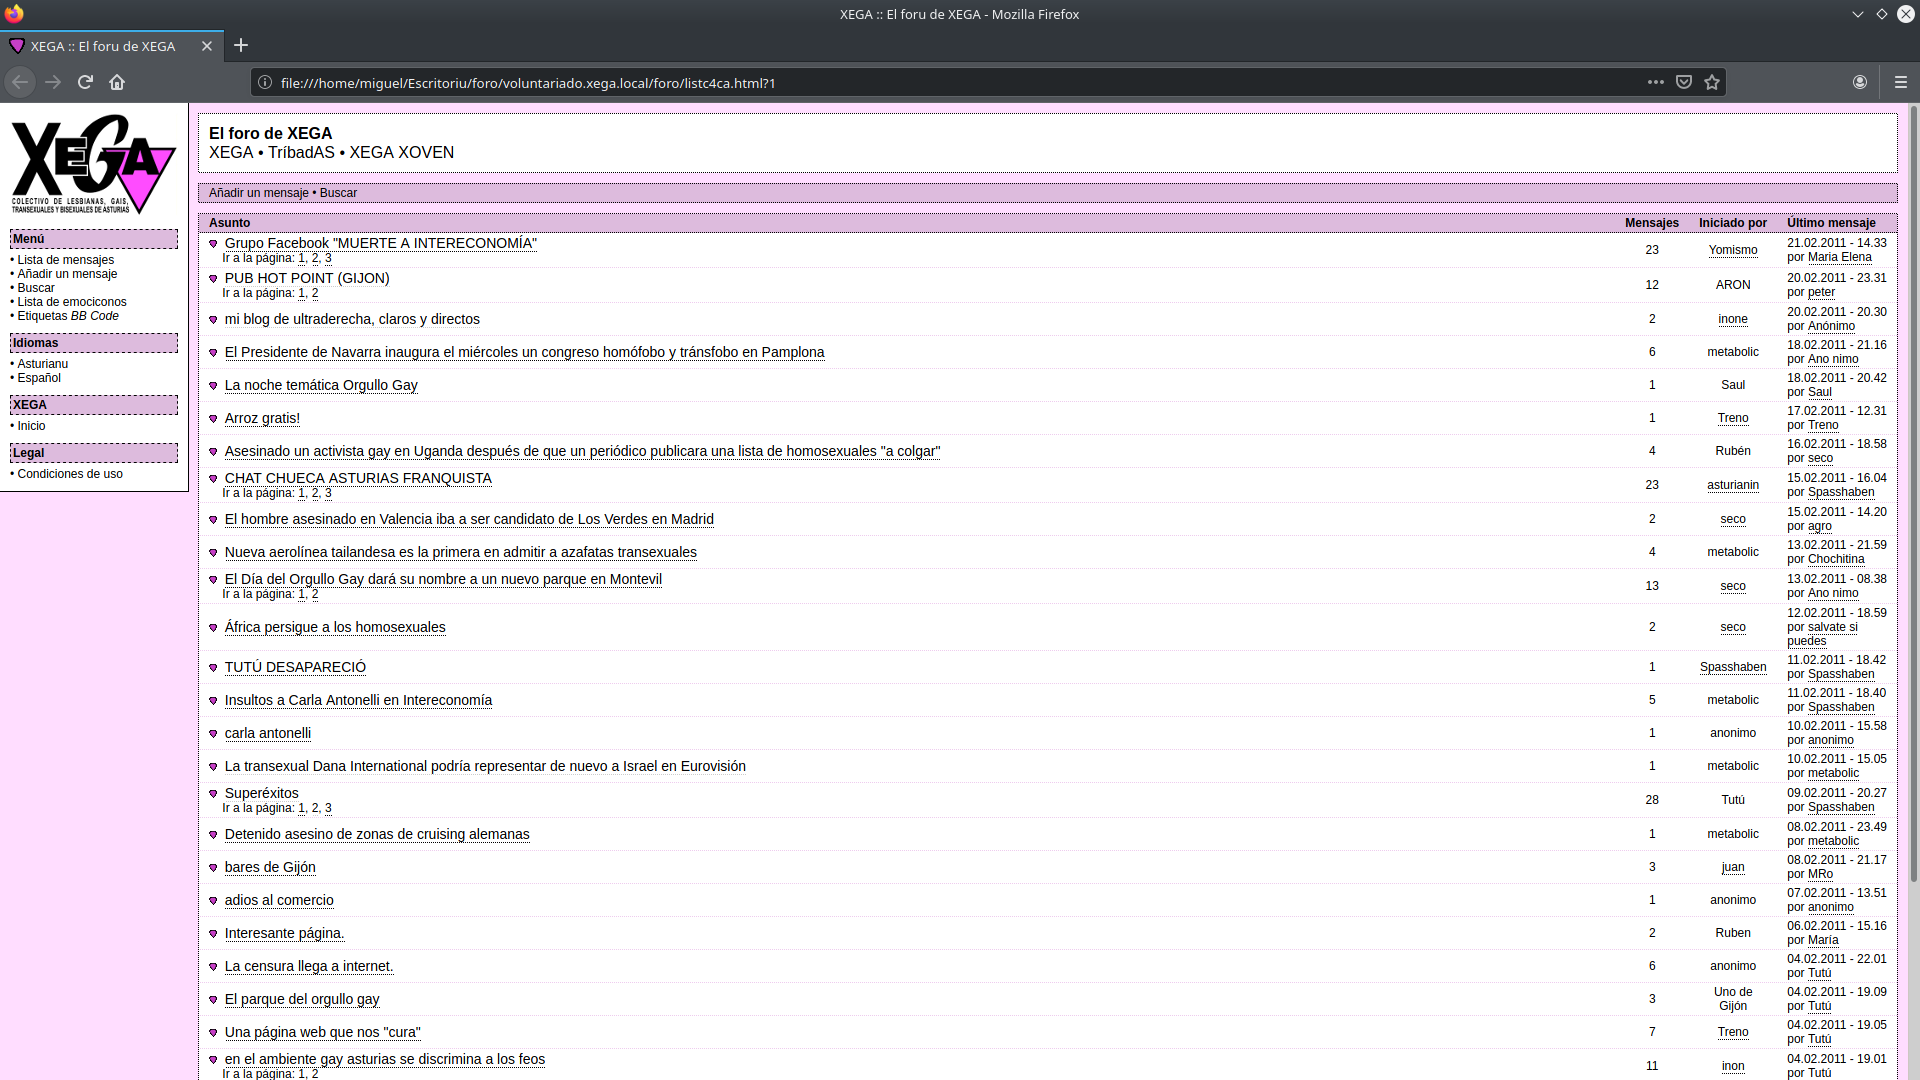 XEGA :: El foru de XEGA - Mozilla Firefox
XEGA :: El foru de XEGA
file:///home/miguel/Escritoriu/foro/voluntariado.xega.local/foro/listc4ca.html?1
XEGA
COLECTIVO DE LESBIANAS, GAIS,
TRANSEXUALES Y BISEXUALES DE ASTURIAS
Menú
• Lista de mensajes
• Añadir un mensaje
• Buscar
• Lista de emociconos
• Etiquetas BB Code
Idiomas
• Asturianu
• Español
XEGA
• Inicio
Legal
• Condiciones de uso
El foro de XEGA
XEGA • TríbadAS • XEGA XOVEN
Añadir un mensaje • Buscar
Asunto Mensajes Iniciado por Último mensaje
Grupo Facebook "MUERTE A INTERECONOMÍA" 23 Yomismo 21.02.2011 - 14.33
Ir a la página: 1, 2, 3 por Maria Elena
PUB HOT POINT (GIJON) 12 ARON 20.02.2011 - 23.31
Ir a la página: 1, 2 por peter
mi blog de ultraderecha, claros y directos 2 inone 20.02.2011 - 20.30
por Anónimo
El Presidente de Navarra inaugura el miércoles un congreso homófobo y tránsfobo en Pamplona 6 metabolic 18.02.2011 - 21.16
por Ano nimo
La noche temática Orgullo Gay 1 Saul 18.02.2011 - 20.42
por Saul
Arroz gratis! 1 Treno 17.02.2011 - 12.31
por Treno
Asesinado un activista gay en Uganda después de que un periódico publicara una lista de homosexuales "a colgar" 4 Rubén 16.02.2011 - 18.58
por seco
CHAT CHUECA ASTURIAS FRANQUISTA 23 asturianin 15.02.2011 - 16.04
Ir a la página: 1, 2, 3 por Spasshaben
El hombre asesinado en Valencia iba a ser candidato de Los Verdes en Madrid 2 seco 15.02.2011 - 14.20
por agro
Nueva aerolínea tailandesa es la primera en admitir a azafatas transexuales 4 metabolic 13.02.2011 - 21.59
por Chochitina
El Día del Orgullo Gay dará su nombre a un nuevo parque en Montevil 13 seco 13.02.2011 - 08.38
Ir a la página: 1, 2 por Ano nimo
África persigue a los homosexuales 2 seco 12.02.2011 - 18.59
por salvate si
puedes
TUTÚ DESAPARECIÓ 1 Spasshaben 11.02.2011 - 18.42
por Spasshaben
Insultos a Carla Antonelli en Intereconomía 5 metabolic 11.02.2011 - 18.40
por Spasshaben
carla antonelli 1 anonimo 10.02.2011 - 15.58
por anonimo
La transexual Dana International podría representar de nuevo a Israel en Eurovisión 1 metabolic 10.02.2011 - 15.05
por metabolic
Superéxitos 28 Tutú 09.02.2011 - 20.27
Ir a la página: 1, 2, 3 por Spasshaben
Detenido asesino de zonas de cruising alemanas 1 metabolic 08.02.2011 - 23.49
por metabolic
bares de Gijón 3 juan 08.02.2011 - 21.17
por MRo
adios al comercio 1 anonimo 07.02.2011 - 13.51
por anonimo
Interesante página. 2 Ruben 06.02.2011 - 15.16
por María
La censura llega a internet. 6 anonimo 04.02.2011 - 22.01
por Tutú
El parque del orgullo gay 3 Uno de Gijón 04.02.2011 - 19.09
por Tutú
Una página web que nos "cura" 7 Treno 04.02.2011 - 19.05
por Tutú
en el ambiente gay asturias se discrimina a los feos 11 inon 04.02.2011 - 19.01
Ir a la página: 1, 2 por Tutú